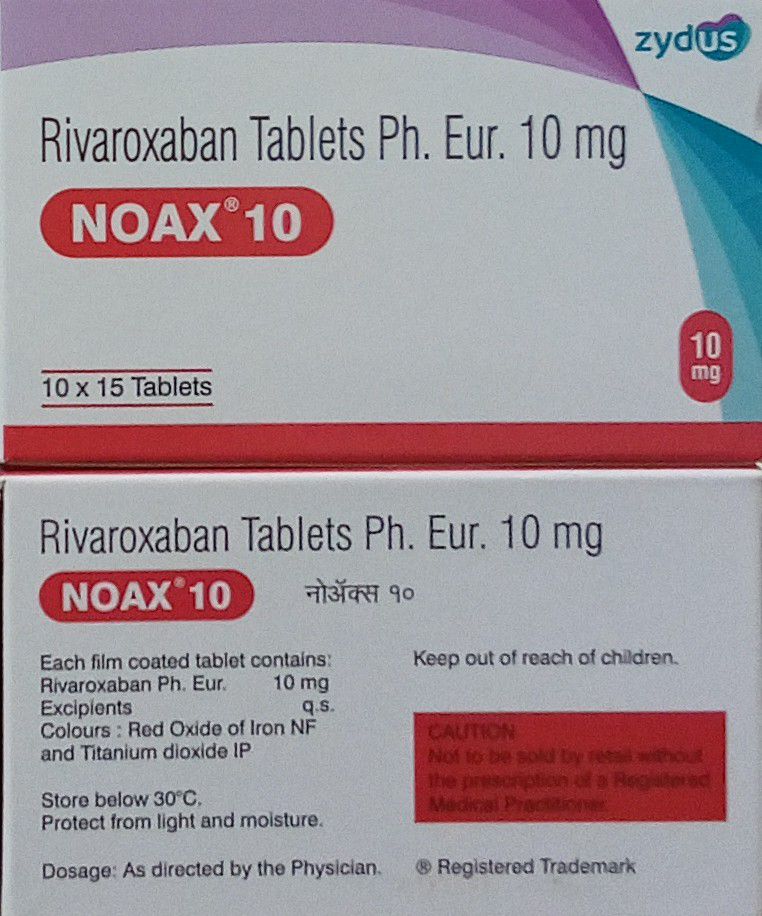 zydus
Rivaroxaban Tablets Ph. Eur. 10 mg
NOAX® 10
10 mg
10 x 15 Tablets
Rivaroxaban Tablets Ph. Eur. 10 mg
NOAX® 10 नोॲक्स १०
Each film coated tablet contains:
Rivaroxaban Ph. Eur. 10 mg
Excipients q.s.
Colours : Red Oxide of Iron NF
and Titanium dioxide IP
Store below 30°C.
Protect from light and moisture.
Dosage: As directed by the Physician.
Keep out of reach of children.
CAUTION
Not to be sold by retail without
the prescription of a Registered
Medical Practitioner.
® Registered Trademark